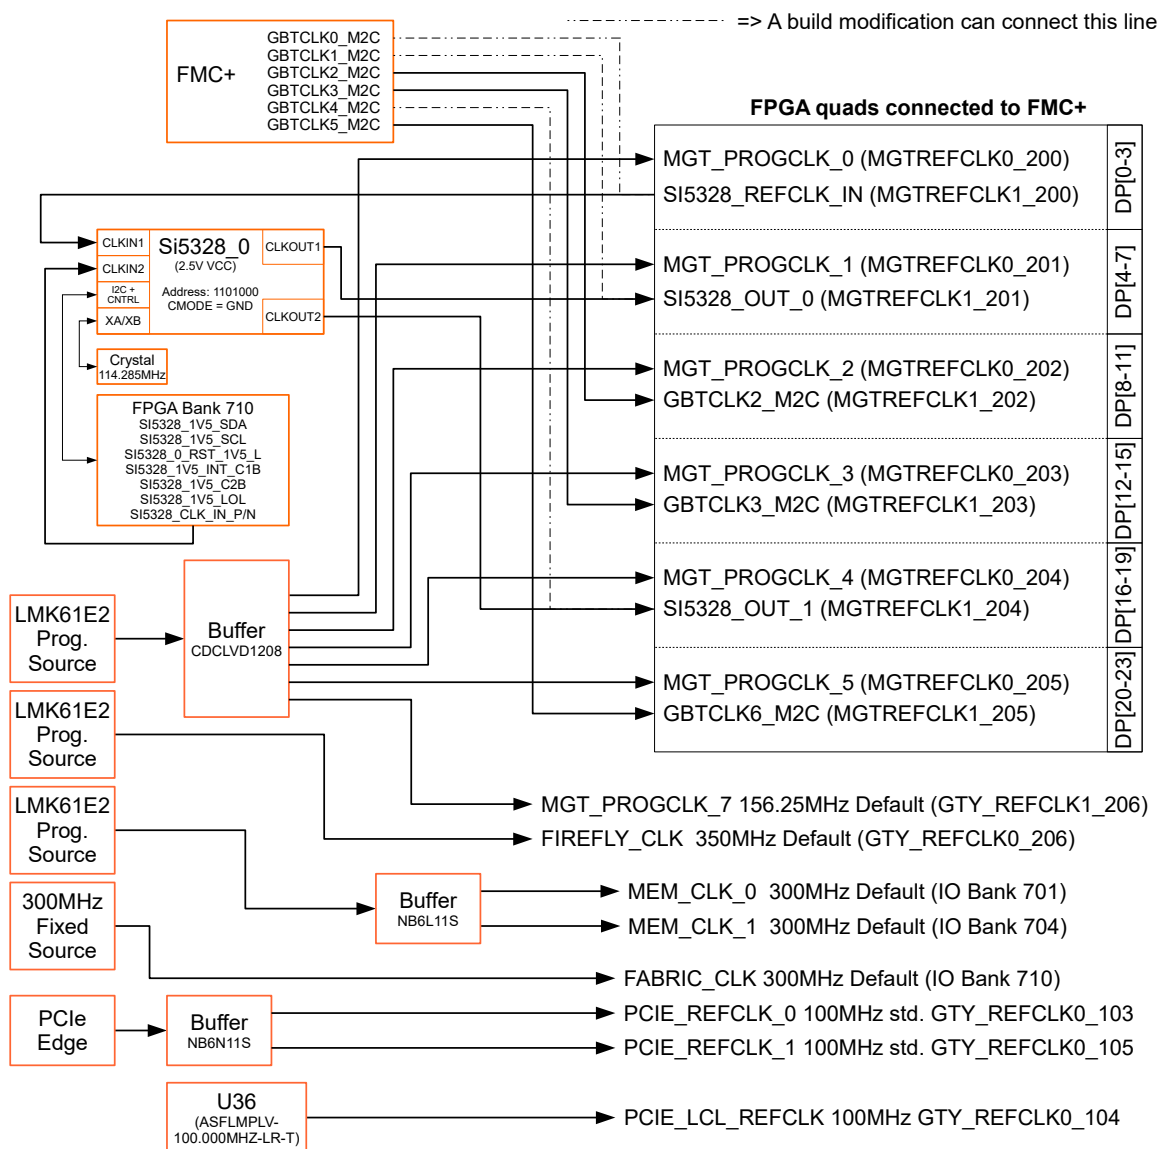 => A build modification can connect this line
FMC+
GBTCLK0_M2C
GBTCLK1_M2C
GBTCLK2_M2C
GBTCLK3_M2C
GBTCLK4_M2C
GBTCLK5_M2C
FPGA quads connected to FMC+
MGT_PROGCLK_0 (MGTREFCLK0_200)
SI5328_REFCLK_IN (MGTREFCLK1_200)
DP[0-3]
MGT_PROGCLK_1 (MGTREFCLK0_201)
SI5328_OUT_0 (MGTREFCLK1_201)
DP[4-7]
MGT_PROGCLK_2 (MGTREFCLK0_202)
GBTCLK2_M2C (MGTREFCLK1_202)
DP[8-11]
MGT_PROGCLK_3 (MGTREFCLK0_203)
GBTCLK3_M2C (MGTREFCLK1_203)
DP[12-15]
MGT_PROGCLK_4 (MGTREFCLK0_204)
SI5328_OUT_1 (MGTREFCLK1_204)
DP[16-19]
MGT_PROGCLK_5 (MGTREFCLK0_205)
GBTCLK6_M2C (MGTREFCLK1_205)
DP[20-23]
CLKIN1
CLKIN2
I2C +
CNTRL
XA/XB
Si5328_0
(2.5V VCC)
Address: 1101000
CMODE = GND
CLKOUT1
CLKOUT2
Crystal
114.285MHz
FPGA Bank 710
SI5328_1V5_SDA
SI5328_1V5_SCL
SI5328_0_RST_1V5_L
SI5328_1V5_INT_C1B
SI5328_1V5_C2B
SI5328_1V5_LOL
SI5328_CLK_IN_P/N
LMK61E2
Prog.
Source
Buffer
CDCLVD1208
LMK61E2
Prog.
Source
MGT_PROGCLK_7 156.25MHz Default (GTY_REFCLK1_206)
FIREFLY_CLK 350MHz Default (GTY_REFCLK0_206)
LMK61E2
Prog.
Source
Buffer
NB6L11S
MEM_CLK_0 300MHz Default (IO Bank 701)
MEM_CLK_1 300MHz Default (IO Bank 704)
300MHz
Fixed
Source
FABRIC_CLK 300MHz Default (IO Bank 710)
PCIe
Edge
Buffer
NB6N11S
PCIE_REFCLK_0 100MHz std. GTY_REFCLK0_103
PCIE_REFCLK_1 100MHz std. GTY_REFCLK0_105
U36
(ASFLMPLV-
100.000MHZ-LR-T)
PCIE_LCL_REFCLK 100MHz GTY_REFCLK0_104